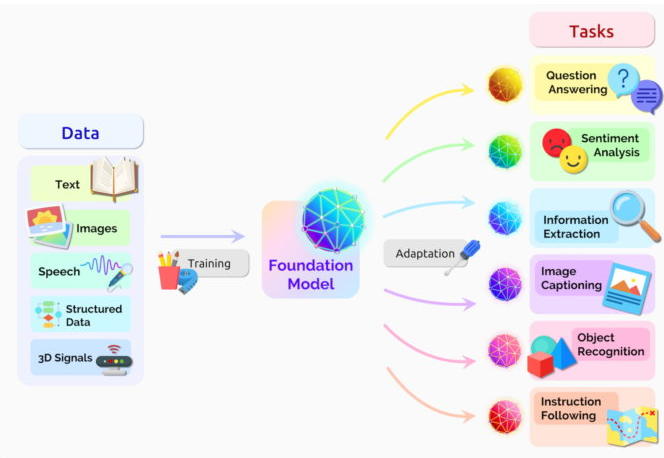 Data
Text
Images
Speech
Structured
Data
3D Signals
Training
Foundation
Model
Adaptation
Tasks
Question
Answering
Sentiment
Analysis
Information
Extraction
Image
Captioning
Object
Recognition
Instruction
Following
?